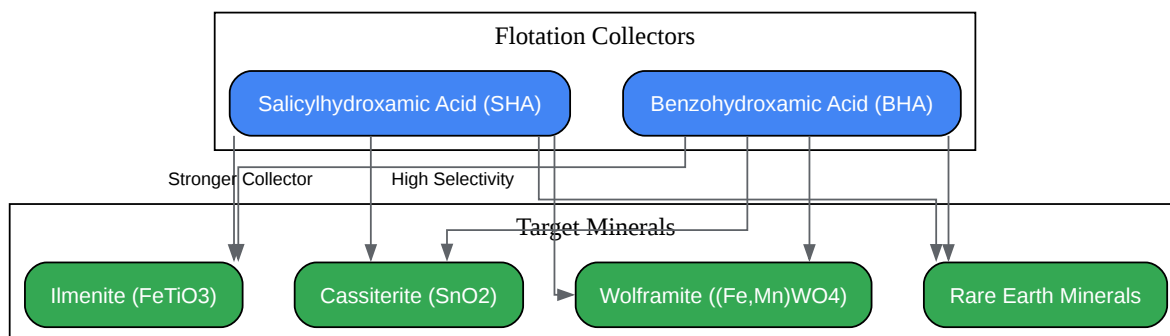 Flotation Collectors
Salicylhydroxamic Acid (SHA)
Benzohydroxamic Acid (BHA)
Stronger Collector
High Selectivity
Target Minerals
Ilmenite (FeTiO3)
Cassiterite (SnO2)
Wolframite ((Fe,Mn)WO4)
Rare Earth Minerals